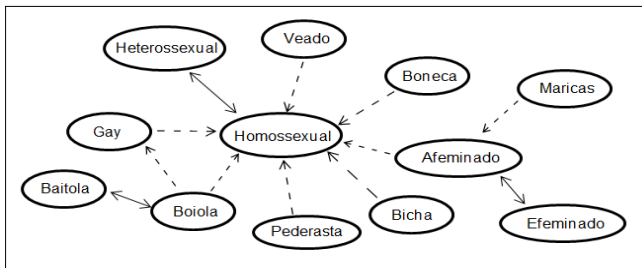 Heterossexual
Veado
Boneca
Maricas
Gay
Homossexual
Afeminado
Baitola
Boiola
Pederasta
Bicha
Efeminado